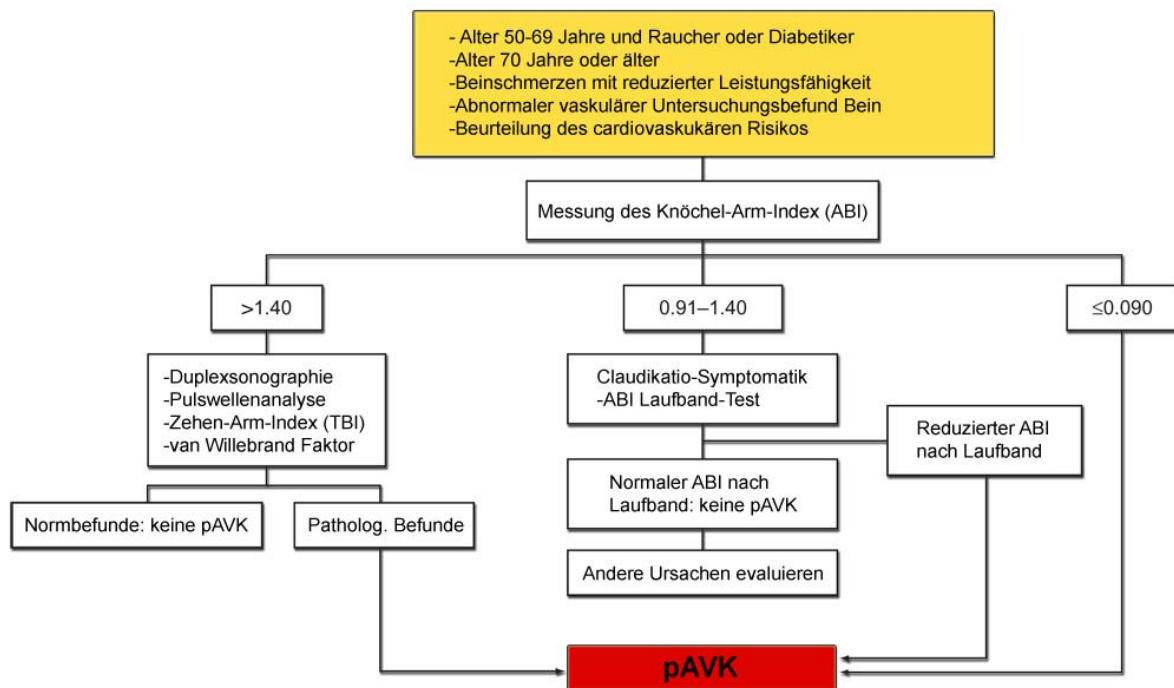 - Alter 50-69 Jahre und Raucher oder Diabetiker
-Alter 70 Jahre oder älter
-Beinschmerzen mit reduzierter Leistungsfähigkeit
-Abnormaler vaskulärer Untersuchungsbefund Bein
-Beurteilung des cardiovaskukären Risikos
Messung des Knöchel-Arm-Index (ABI)
>1.40
0.91–1.40
≤0.090
-Duplexsonographie
-Pulswellenanalyse
-Zehen-Arm-Index (TBI)
-van Willebrand Faktor
Claudikatio-Symptomatik
-ABI Laufband-Test
Reduzierter ABI
nach Laufband
Normbefunde: keine pAVK
Patholog. Befunde
Normaler ABI nach
Laufband: keine pAVK
Andere Ursachen evaluieren
pAVK